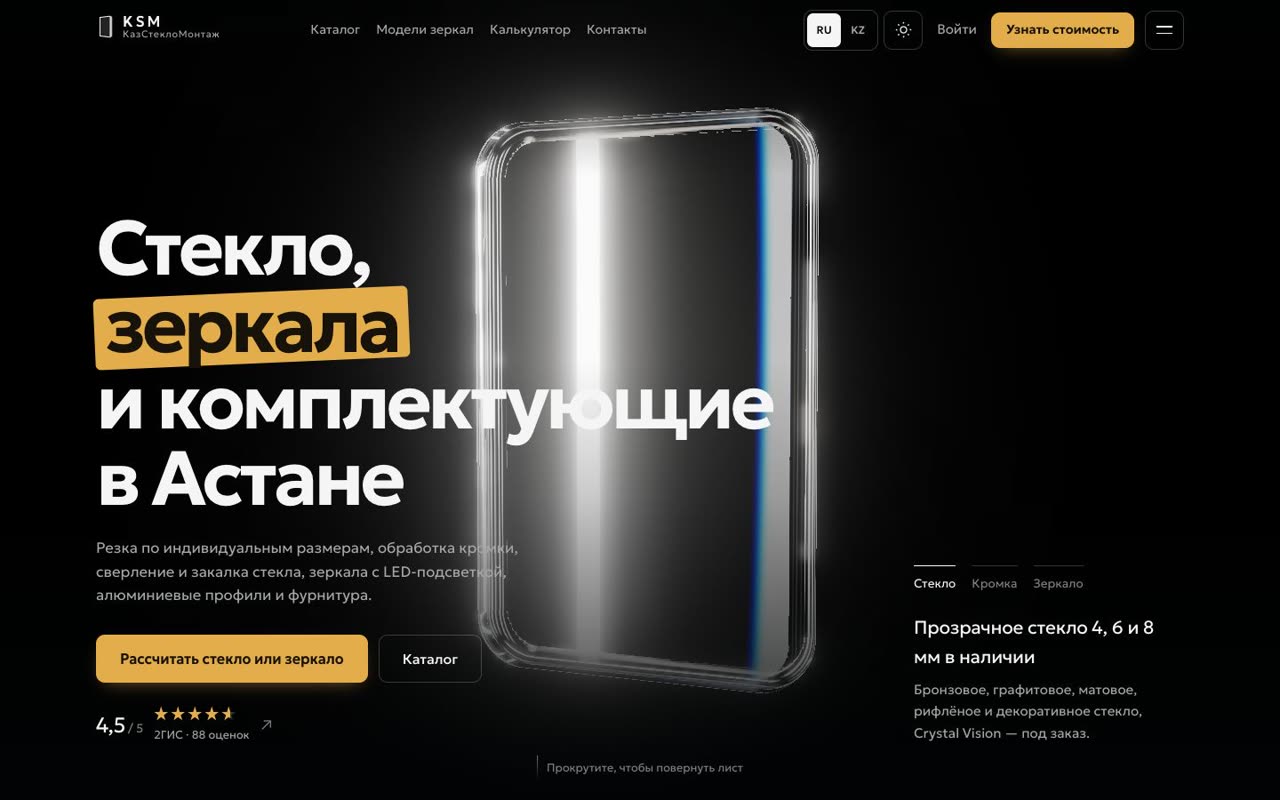 KSM
КазСтеклоМонтаж
Каталог
Модели зеркал
Калькулятор
Контакты
RU
KZ
Войти
Узнать стоимость
Стекло,
зеркала
и комплектующие
в Астане
Резка по индивидуальным размерам, обработка кромки,
сверление и закалка стекла, зеркала с LED-подсветкой,
алюминиевые профили и фурнитура.
Рассчитать стекло или зеркало
Каталог
4,5 / 5
2ГИС · 88 оценок
Стекло
Кромка
Зеркало
Прозрачное стекло 4, 6 и 8
мм в наличии
Бронзовое, графитовое, матовое,
рифлёное и декоративное стекло,
Crystal Vision — под заказ.
Прокрутите, чтобы повернуть лист